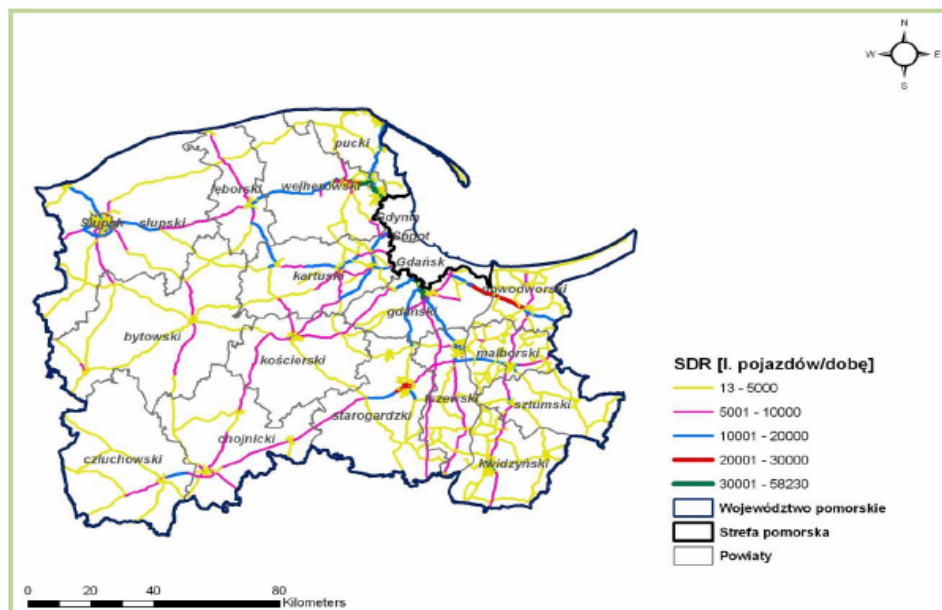 N
W E
S
pucki
lęborski
wejherowski
Gdynia
Słupsk
słupski
Sopot
Gdańsk
kartuski
nowodworski
gdański
bytowski
malborski
kościerski
tczewski
sztumski
starogardzki
chojnicki
człuchowski
kwidzyński
SDR [l. pojazdów/dobę]
13 - 5000
5001 - 10000
10001 - 20000
20001 - 30000
30001 - 58230
Województwo pomorskie
Strefa pomorska
Powiaty
0 20 40 80
Kilometers